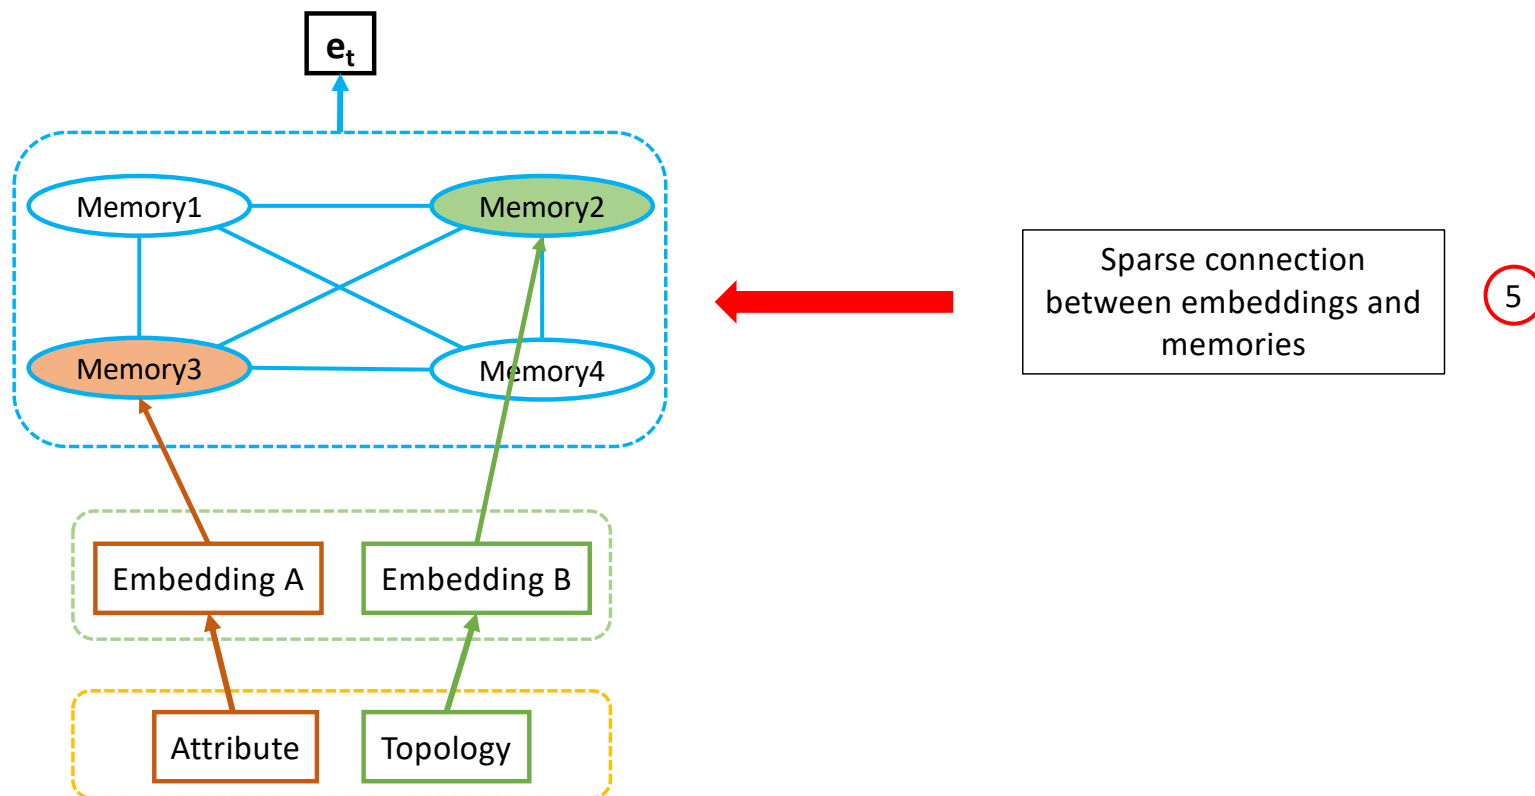 e_t
Memory1
Memory2
Memory3
Memory4
Sparse connection
between embeddings and
memories
5
Embedding A
Embedding B
Attribute
Topology